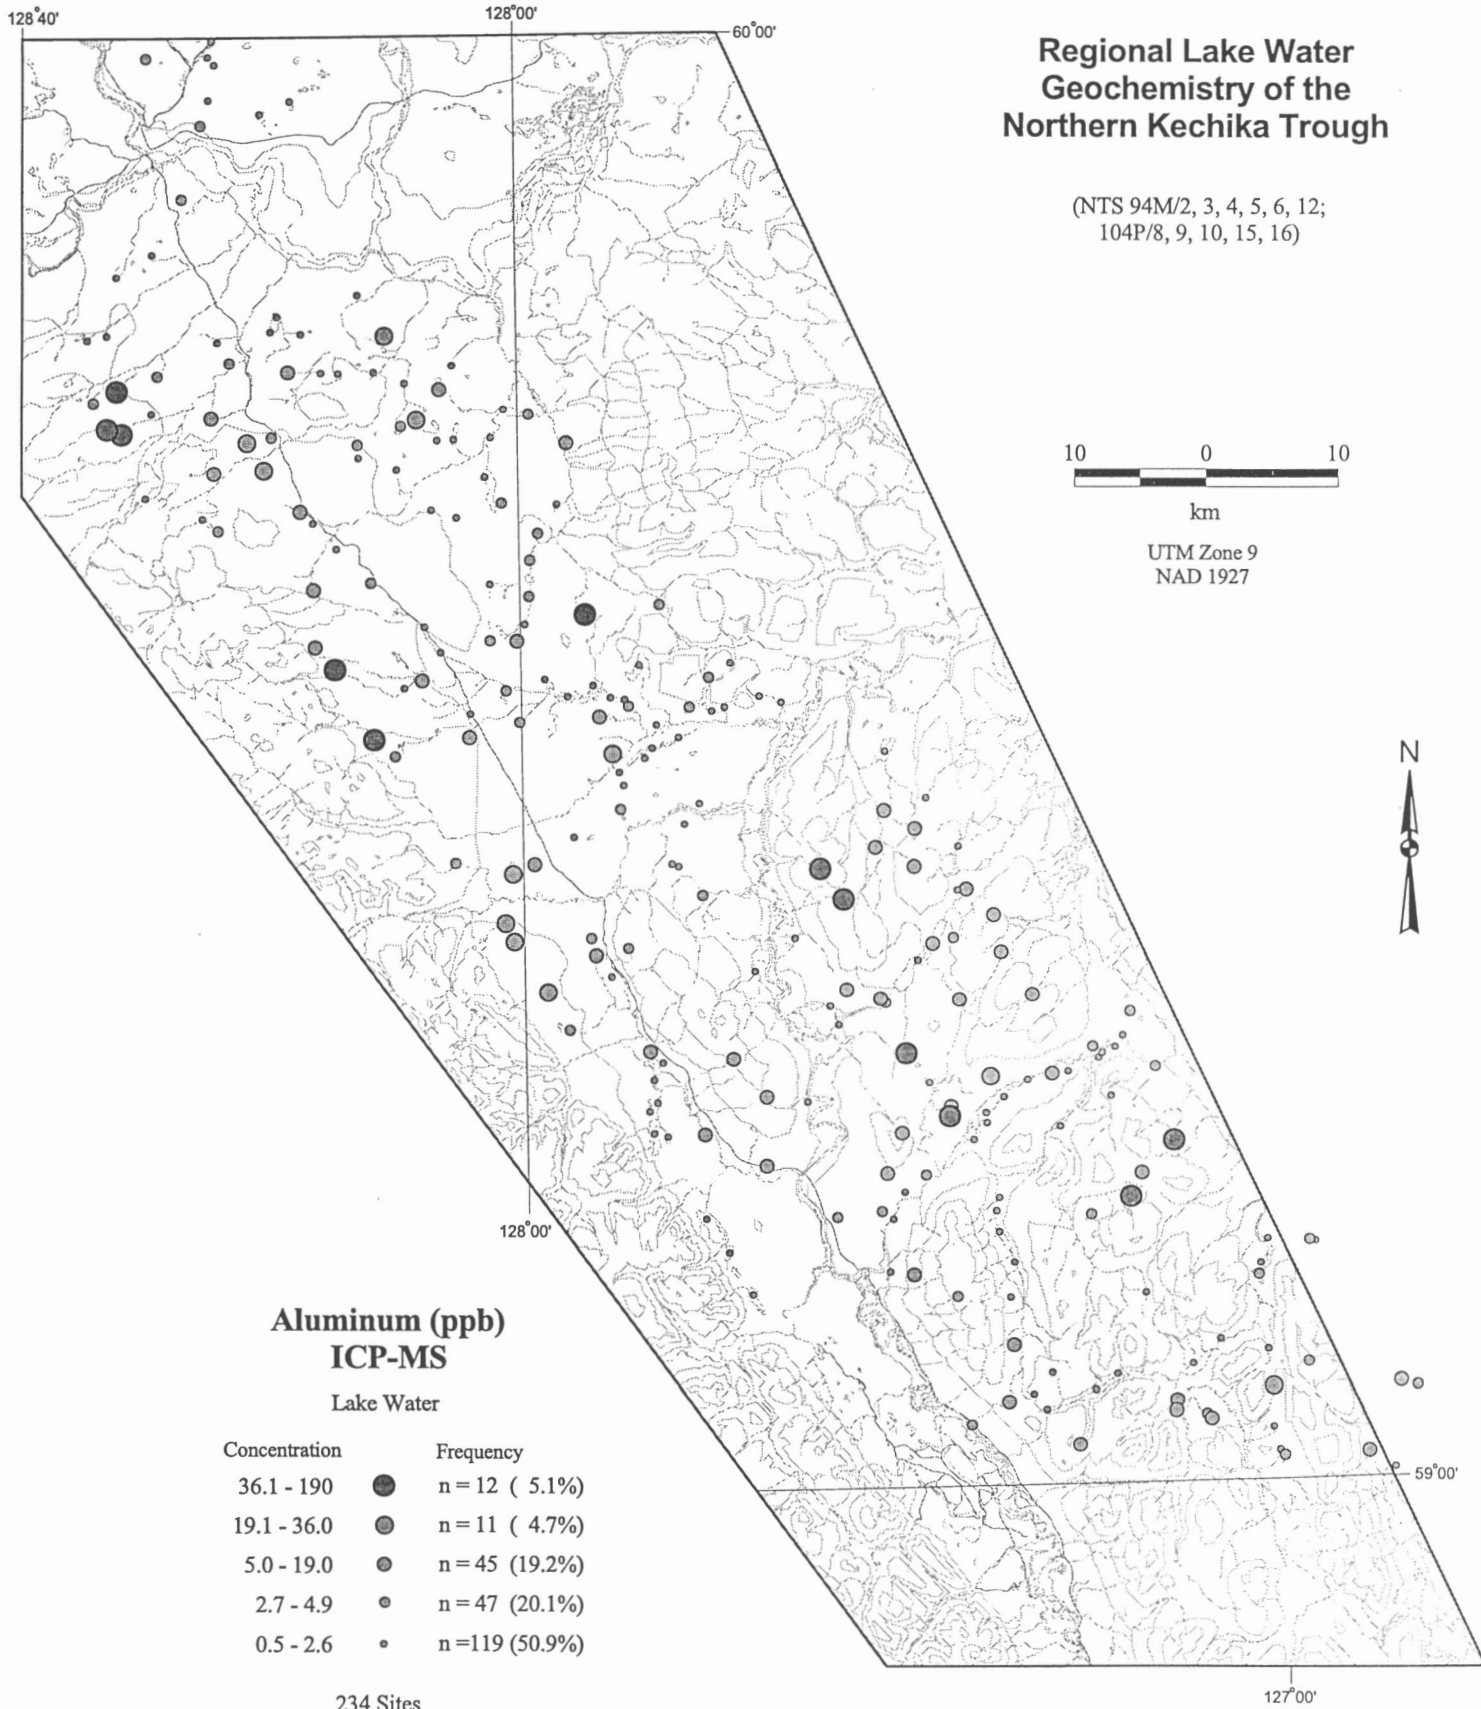 128°40'
128°00'
60°00'
Regional Lake Water
Geochemistry of the
Northern Kechika Trough
(NTS 94M/2, 3, 4, 5, 6, 12;
104P/8, 9, 10, 15, 16)
10 0 10
km
UTM Zone 9
NAD 1927
N
128°00'
Aluminum (ppb)
ICP-MS
Lake Water
Concentration Frequency
36.1 - 190 n = 12 ( 5.1%)
19.1 - 36.0 n = 11 ( 4.7%)
5.0 - 19.0 n = 45 (19.2%)
2.7 - 4.9 n = 47 (20.1%)
0.5 - 2.6 n =119 (50.9%)
234 Sites
59°00'
127°00'